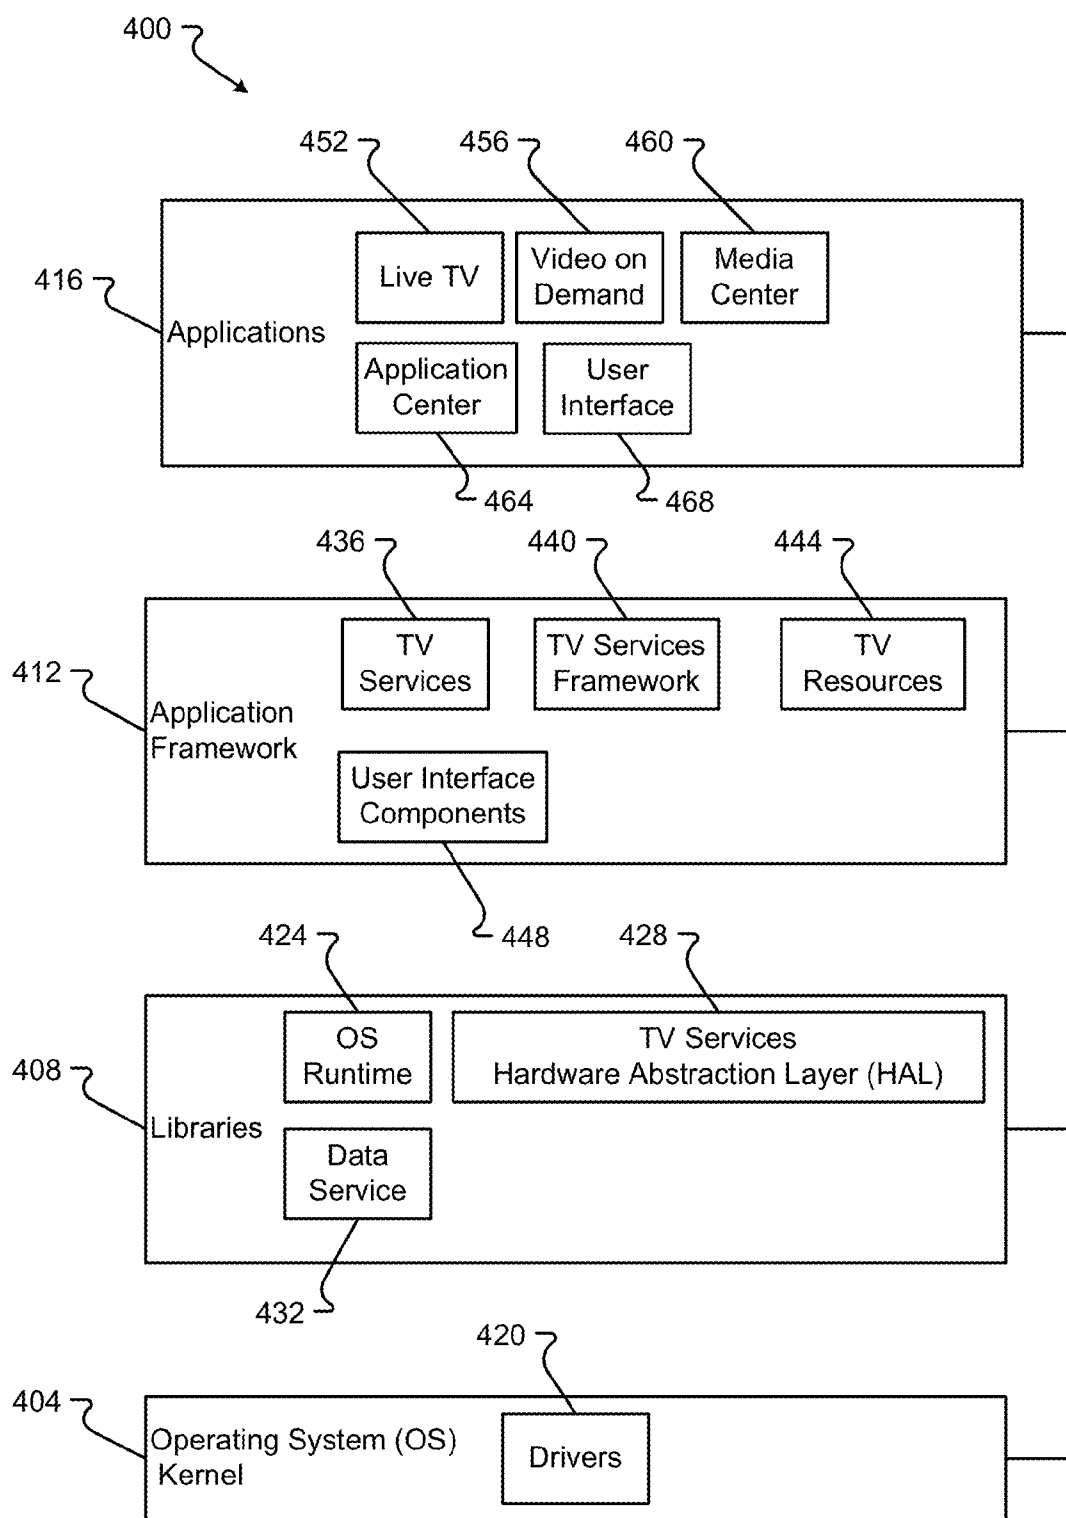 400
452
456
460
416
Applications
Live TV
Video on
Demand
Media
Center
Application
Center
User
Interface
464
468
436
440
444
412
Application
Framework
TV
Services
TV Services
Framework
TV
Resources
User Interface
Components
448
424
428
408
Libraries
OS
Runtime
TV Services
Hardware Abstraction Layer (HAL)
Data
Service
432
420
404
Operating System (OS)
Kernel
Drivers